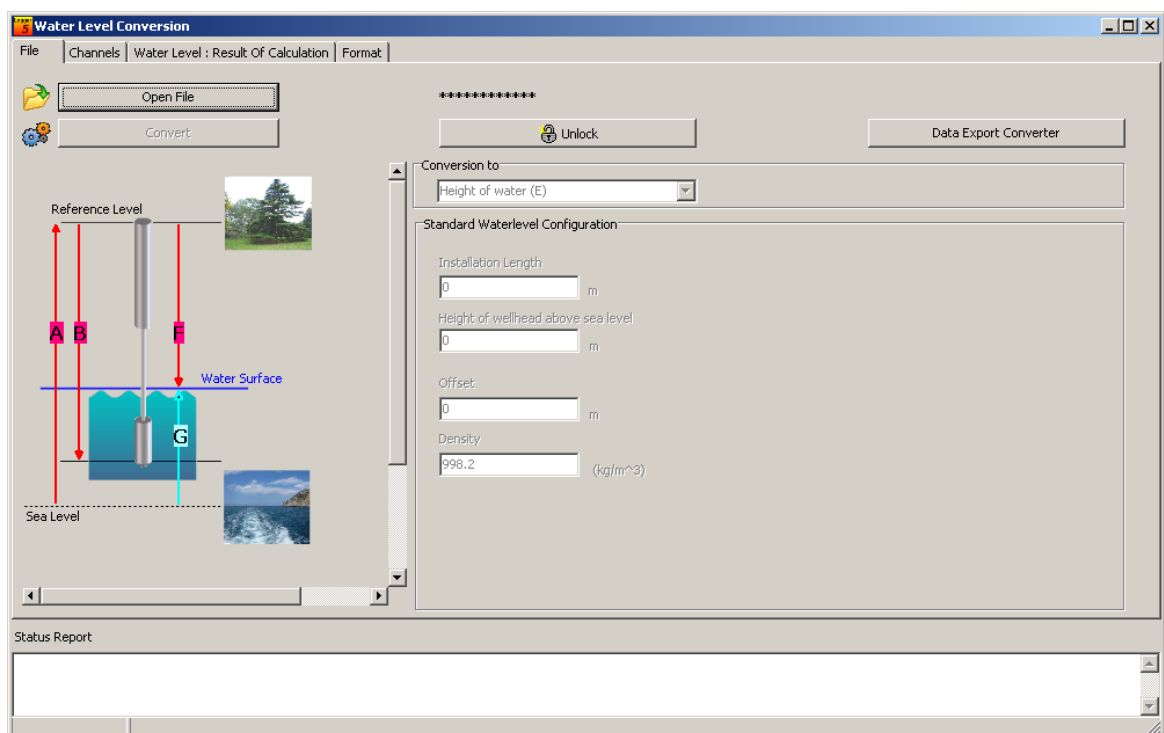 Logger
5
Water Level Conversion
File
Channels
Water Level : Result Of Calculation
Format
Open File
************
Convert
Unlock
Data Export Converter
Conversion to
Height of water (E)
Reference Level
A
B
F
Water Surface
G
Sea Level
Standard Waterlevel Configuration
Installation Length
0
m
Height of wellhead above sea level
0
m
Offset
0
m
Density
998.2
(kg/m^3)
Status Report